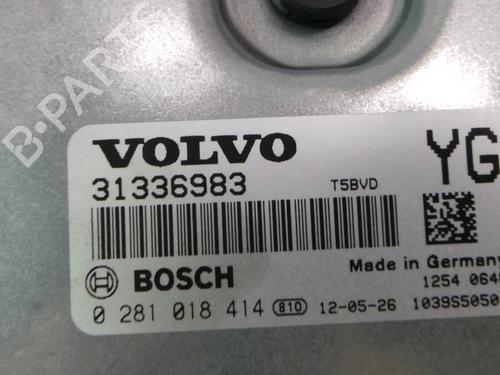 B-PARTS
VOLVO
YG
31336983 T5BVD
BOSCH
Made in Germany
0 281 018 414 810 12-05-26
1254 064
1039S5050